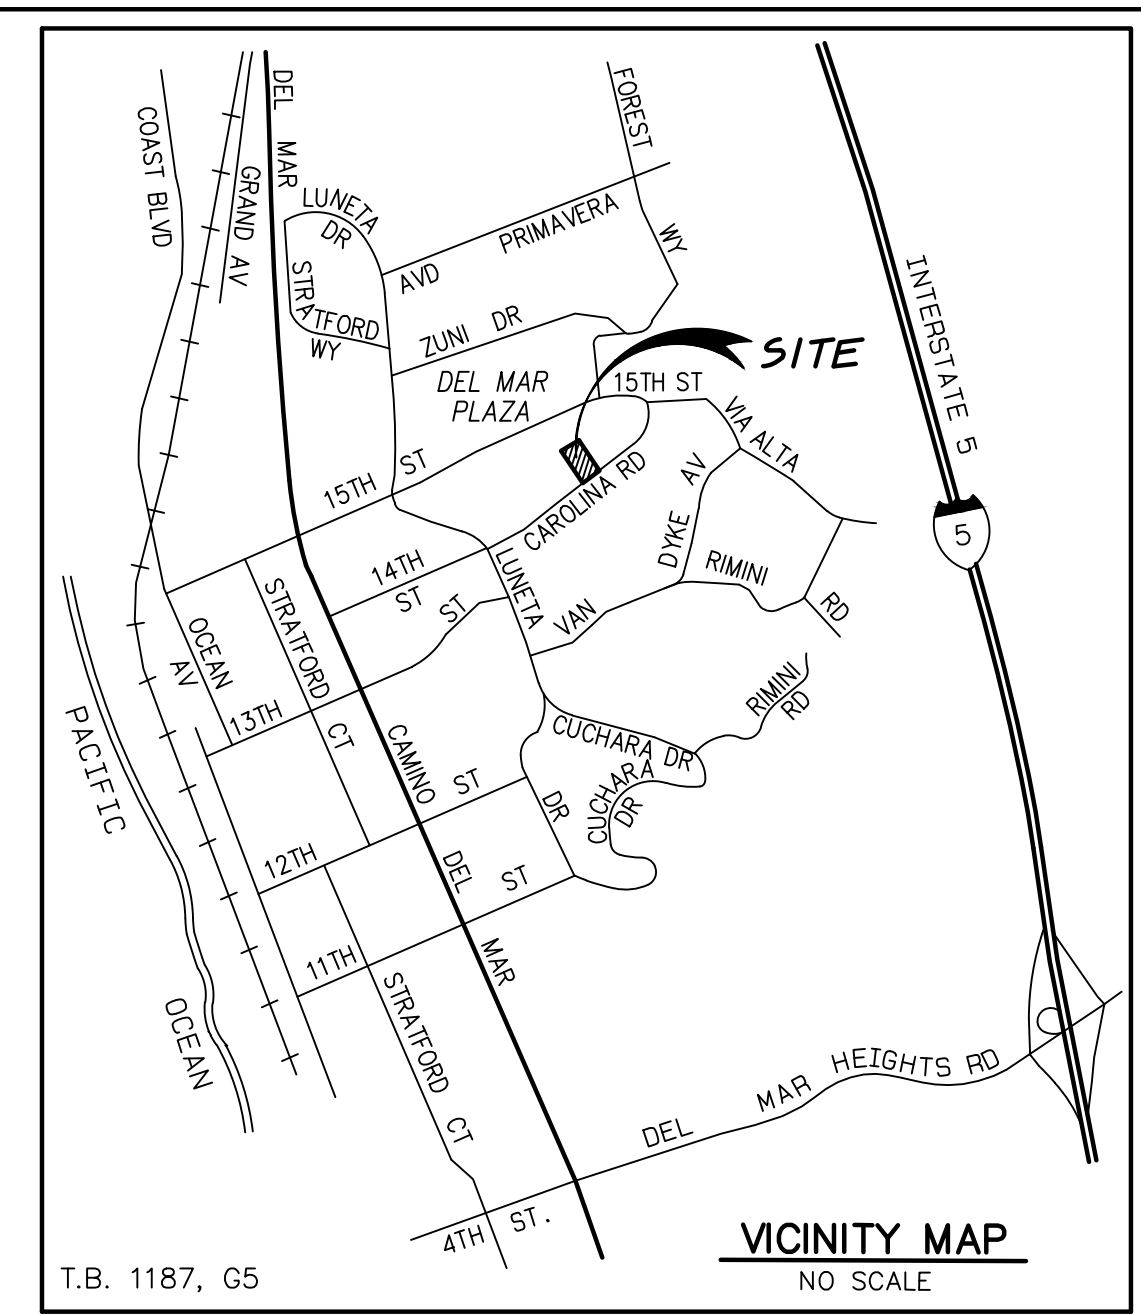 DEL MAR
FOREST
WY
COAST BLVD
GRAND AV
LUNETA
DR
STRATFORD
WY
AVD PRIMAVERA
ZUNI DR
INTERSTATE 5
SITE
DEL MAR
PLAZA
15TH ST
VIA ALTA
15TH ST
CAROLINA RD
DYKE AV
5
14TH
ST
ST
LUNETA
VAN
RIMINI
RD
STRATFORD
CT
OCEAN
AV
13TH
PACIFIC
CAMINO
CUCHARA DR
RIMINI
RD
CUCHARA
DR
ST
DR
12TH
DEL
ST
11TH
MAR
OCEAN
STRATFORD
CT
DEL MAR HEIGHTS RD
4TH ST.
VICINITY MAP
NO SCALE
T.B. 1187, G5